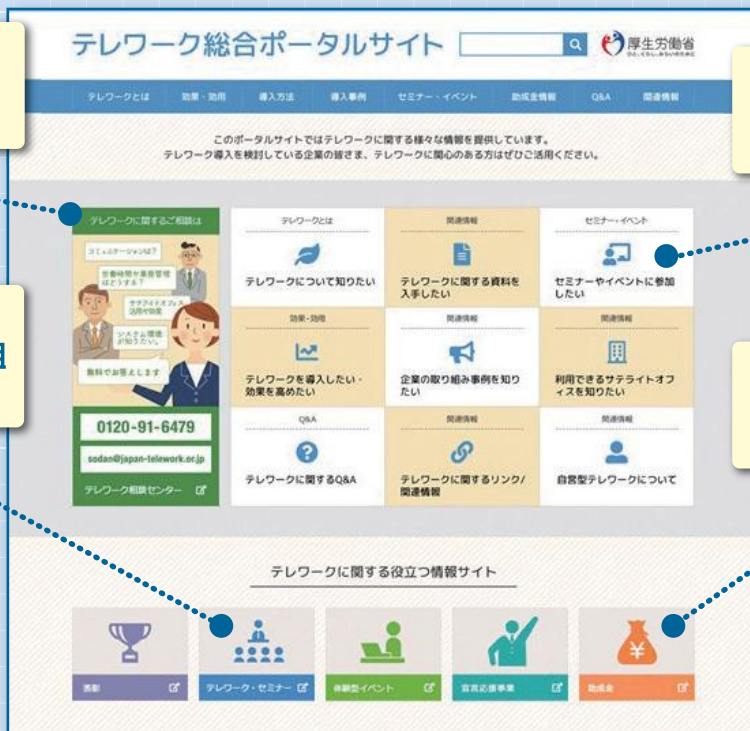 テレワーク総合ポータルサイト
厚生労働省
ひと、くらし、みらいのために
テレワークとは
効果・効用
導入方法
導入事例
セミナー・イベント
助成金情報
Q&A
関連情報
このポータルサイトではテレワークに関する様々な情報を提供しています。
テレワーク導入を検討している企業の皆さま、テレワークに関心のある方はぜひご活用ください。
テレワークに関するご相談は
コミュニケーションは?
労働時間や業務管理
はどうする?
サテライトオフィス
活用や効果
システム環境
が知りたい。
無料でお答えします
0120-91-6479
sodan@japan-telework.or.jp
テレワーク相談センター
テレワークとは
テレワークについて知りたい
関連情報
テレワークに関する資料を
入手したい
セミナー・イベント
セミナーやイベントに参加
したい
効果・効用
テレワークを導入したい・
効果を高めたい
関連情報
企業の取り組み事例を知り
たい
関連情報
利用できるサテライトオフ
ィスを知りたい
Q&A
テレワークに関するQ&A
関連情報
テレワークに関するリンク/
関連情報
関連情報
自営型テレワークについて
テレワークに関する役立つ情報サイト
表彰
テレワーク・セミナー
体験型イベント
宣言応援事業
助成金